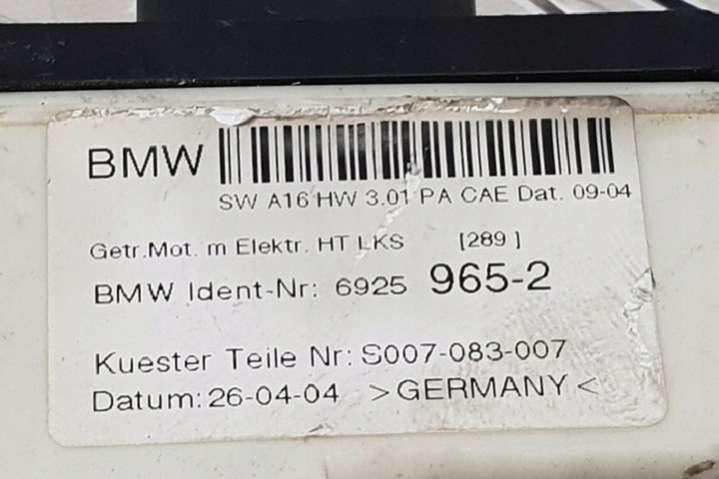 BMW
SW A16 HW 3.01 PA CAE Dat. 09-04
Getr.Mot. m Elektr. HT LKS [289 ]
BMW Ident-Nr: 6925 965-2
Kuester Teile Nr: S007-083-007
Datum: 26-04-04 >GERMANY<